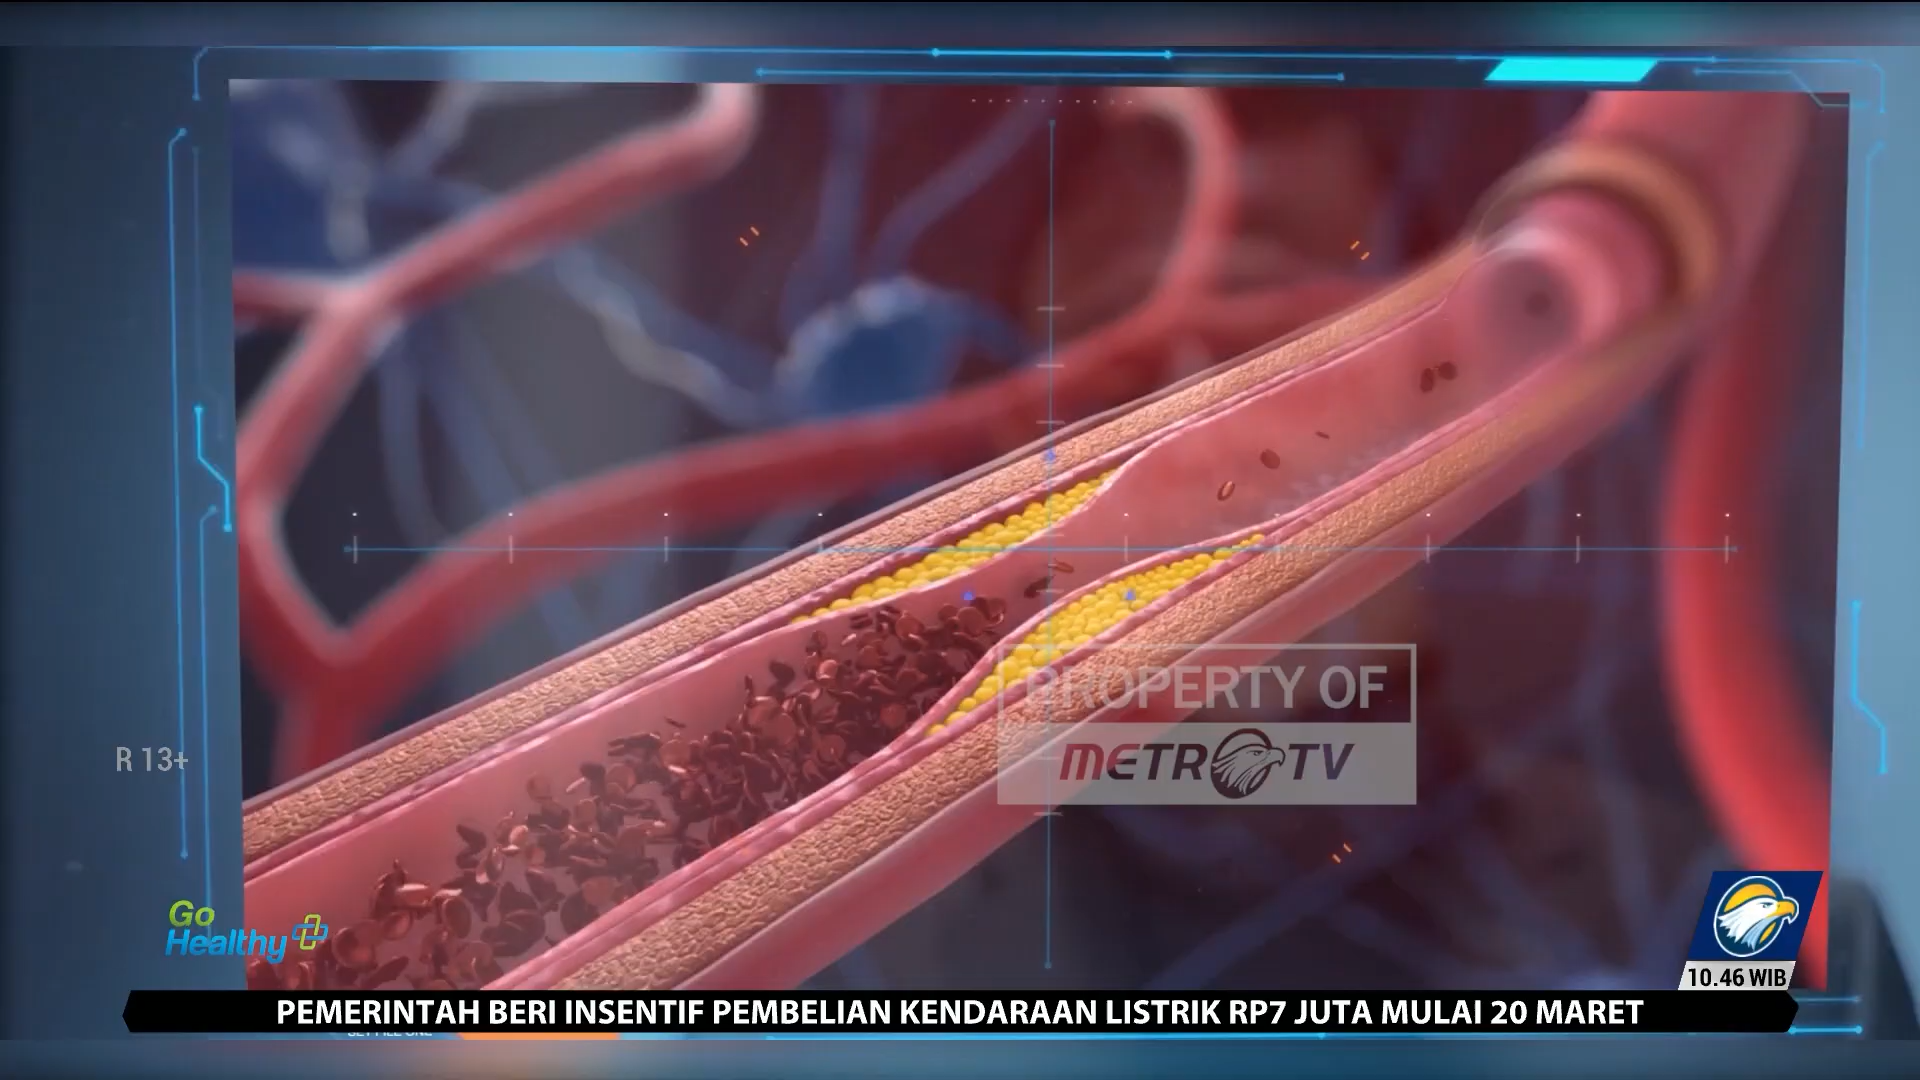 PROPERTY OF
METRO TV
R 13+
Go
Healthy
10.46 WIB
PEMERINTAH BERI INSENTIF PEMBELIAN KENDARAAN LISTRIK RP7 JUTA MULAI 20 MARET